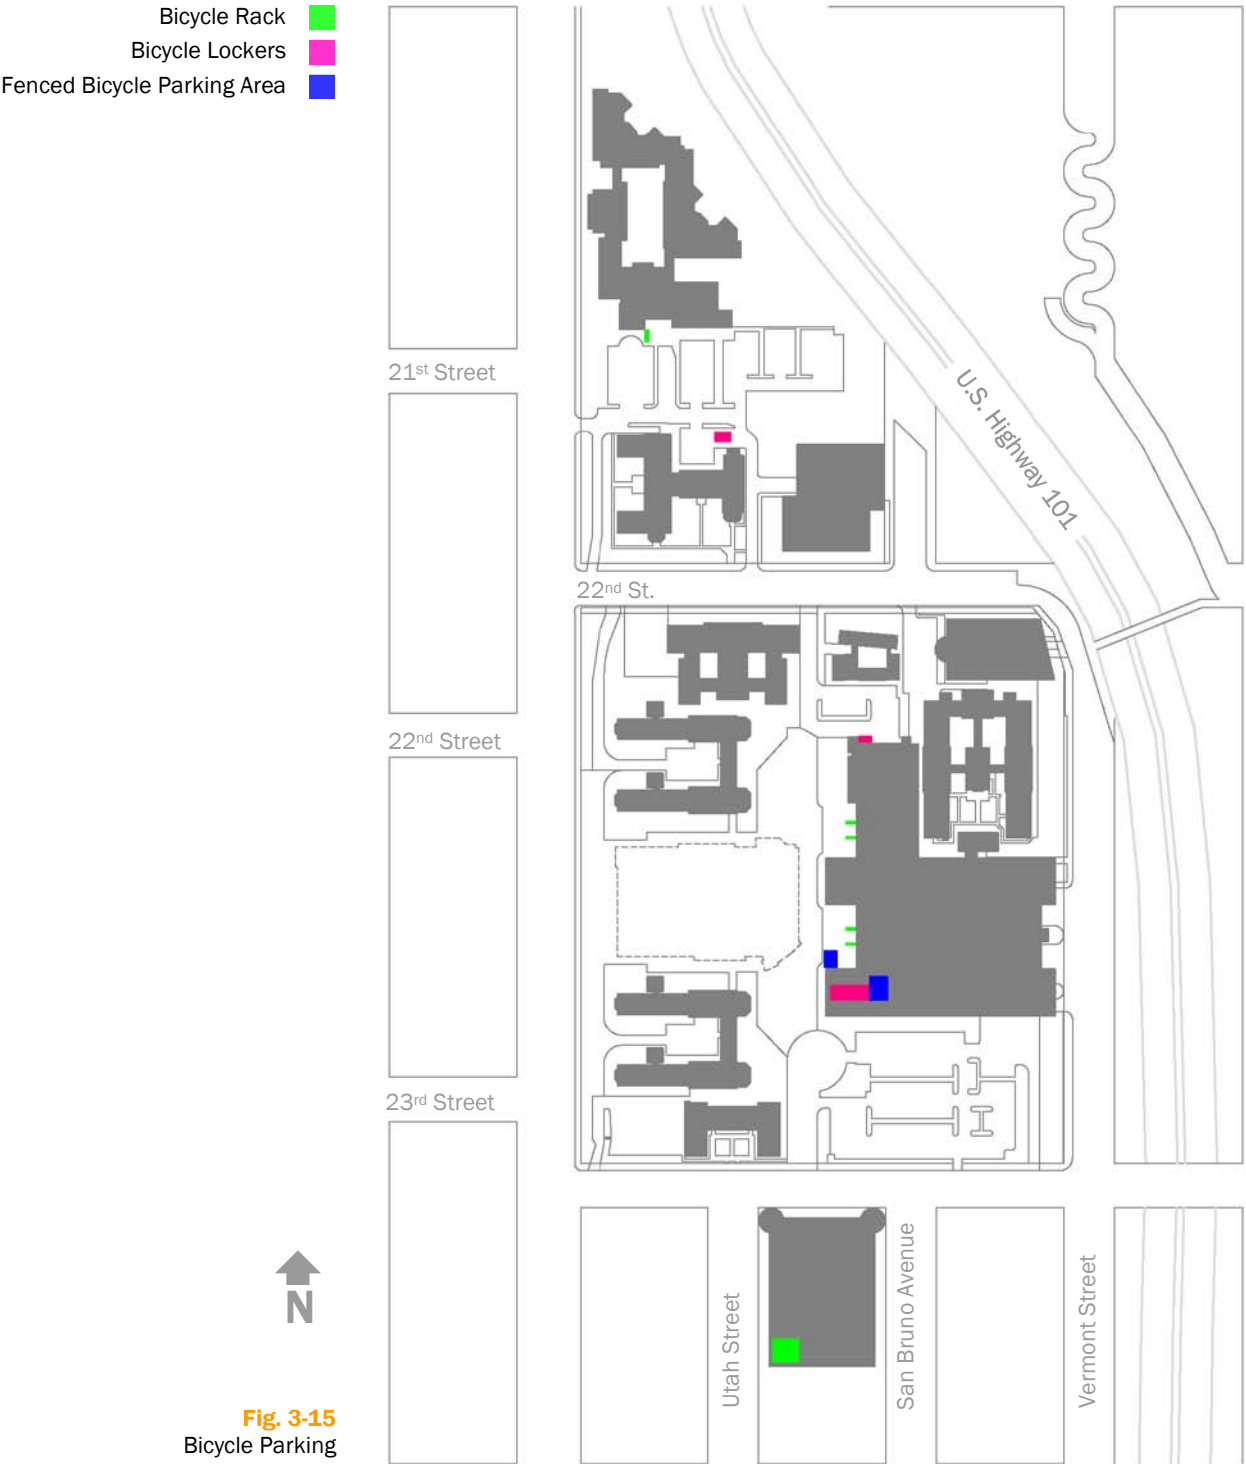 Bicycle Rack
Bicycle Lockers
Fenced Bicycle Parking Area
21st Street
U.S. Highway 101
22nd St.
22nd Street
23rd Street
N
Utah Street
San Bruno Avenue
Vermont Street
Fig. 3-15
Bicycle Parking